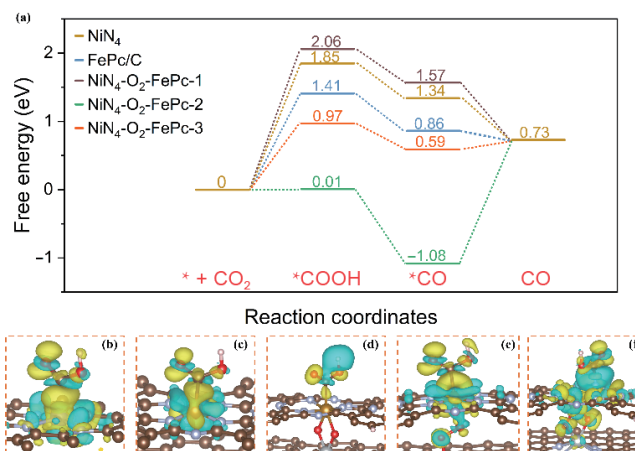 (a)
NiN₄
FePc/C
NiN₄-O₂-FePc-1
NiN₄-O₂-FePc-2
NiN₄-O₂-FePc-3
Free energy (eV)
2
1
0
−1
0
2.06
1.85
1.41
0.97
0.01
1.57
1.34
0.86
0.59
−1.08
0.73
* + CO₂
*COOH
*CO
CO
Reaction coordinates
(b)
(c)
(d)
(e)